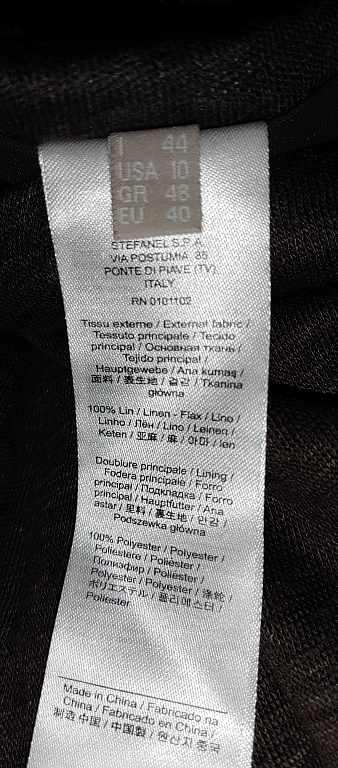 I 44
USA 10
GR 48
EU 40
STEFANEL S.P.A.
VIA POSTUMIA, 85
PONTE DI PIAVE (TV)
ITALY
RN 0101102
Tissu externe / External fabric /
Tessuto principale / Tecido
principal / Основная ткань /
Tejido principal /
Hauptgewebe / Ana kumaş /
面料 / 表生地 / 겉감 / Tkanina
główna
100% Lin / Linen - Flax / Lino /
Linho / Лён / Lino / Leinen /
Keten / 亚麻 / 麻 / 아마 / len
Doublure principale / Lining /
Fodera principale / Forro
principal / Подкладка / Forro
principal / Hauptfutter / Ana
astar / 里料 / 裏生地 / 안감 /
Podszewka główna
100% Polyester / Polyester /
Poliestere / Poliéster /
Полиэфир / Poliéster /
Polyester / Polyester / 涤纶 /
ポリエステル / 폴리에스터 /
Poliester
Made in China / Fabricado na
China / Fabricado en China /
制造 中国 / 中国製 / 원산지 중국